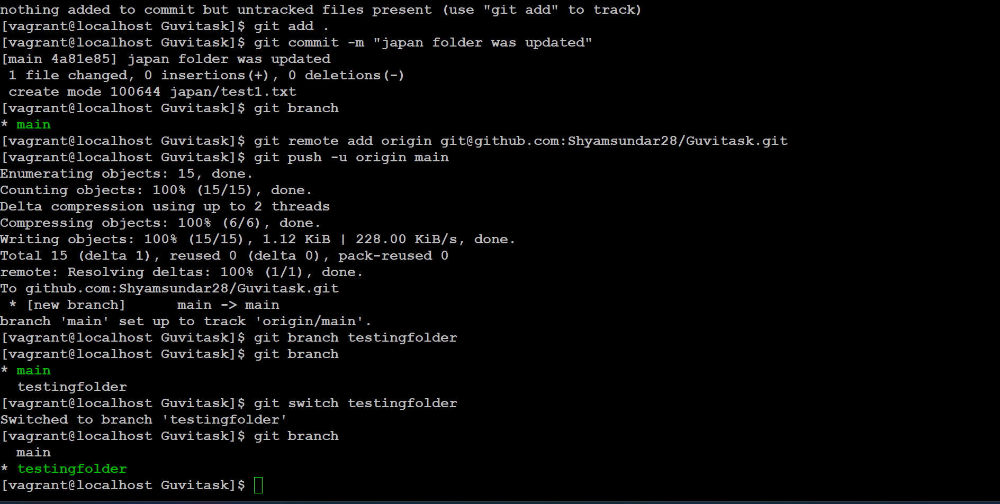 nothing added to commit but untracked files present (use "git add" to track)
[vagrant@localhost Guvitask]$ git add .
[vagrant@localhost Guvitask]$ git commit -m "japan folder was updated"
[main 4a81e85] japan folder was updated
 1 file changed, 0 insertions(+), 0 deletions(-)
 create mode 100644 japan/test1.txt
[vagrant@localhost Guvitask]$ git branch
* main
[vagrant@localhost Guvitask]$ git remote add origin git@github.com:Shyamsundar28/Guvitask.git
[vagrant@localhost Guvitask]$ git push -u origin main
Enumerating objects: 15, done.
Counting objects: 100% (15/15), done.
Delta compression using up to 2 threads
Compressing objects: 100% (6/6), done.
Writing objects: 100% (15/15), 1.12 KiB | 228.00 KiB/s, done.
Total 15 (delta 1), reused 0 (delta 0), pack-reused 0
remote: Resolving deltas: 100% (1/1), done.
To github.com:Shyamsundar28/Guvitask.git
 * [new branch]      main -> main
branch 'main' set up to track 'origin/main'.
[vagrant@localhost Guvitask]$ git branch testingfolder
[vagrant@localhost Guvitask]$ git branch
* main
  testingfolder
[vagrant@localhost Guvitask]$ git switch testingfolder
Switched to branch 'testingfolder'
[vagrant@localhost Guvitask]$ git branch
  main
* testingfolder
[vagrant@localhost Guvitask]$